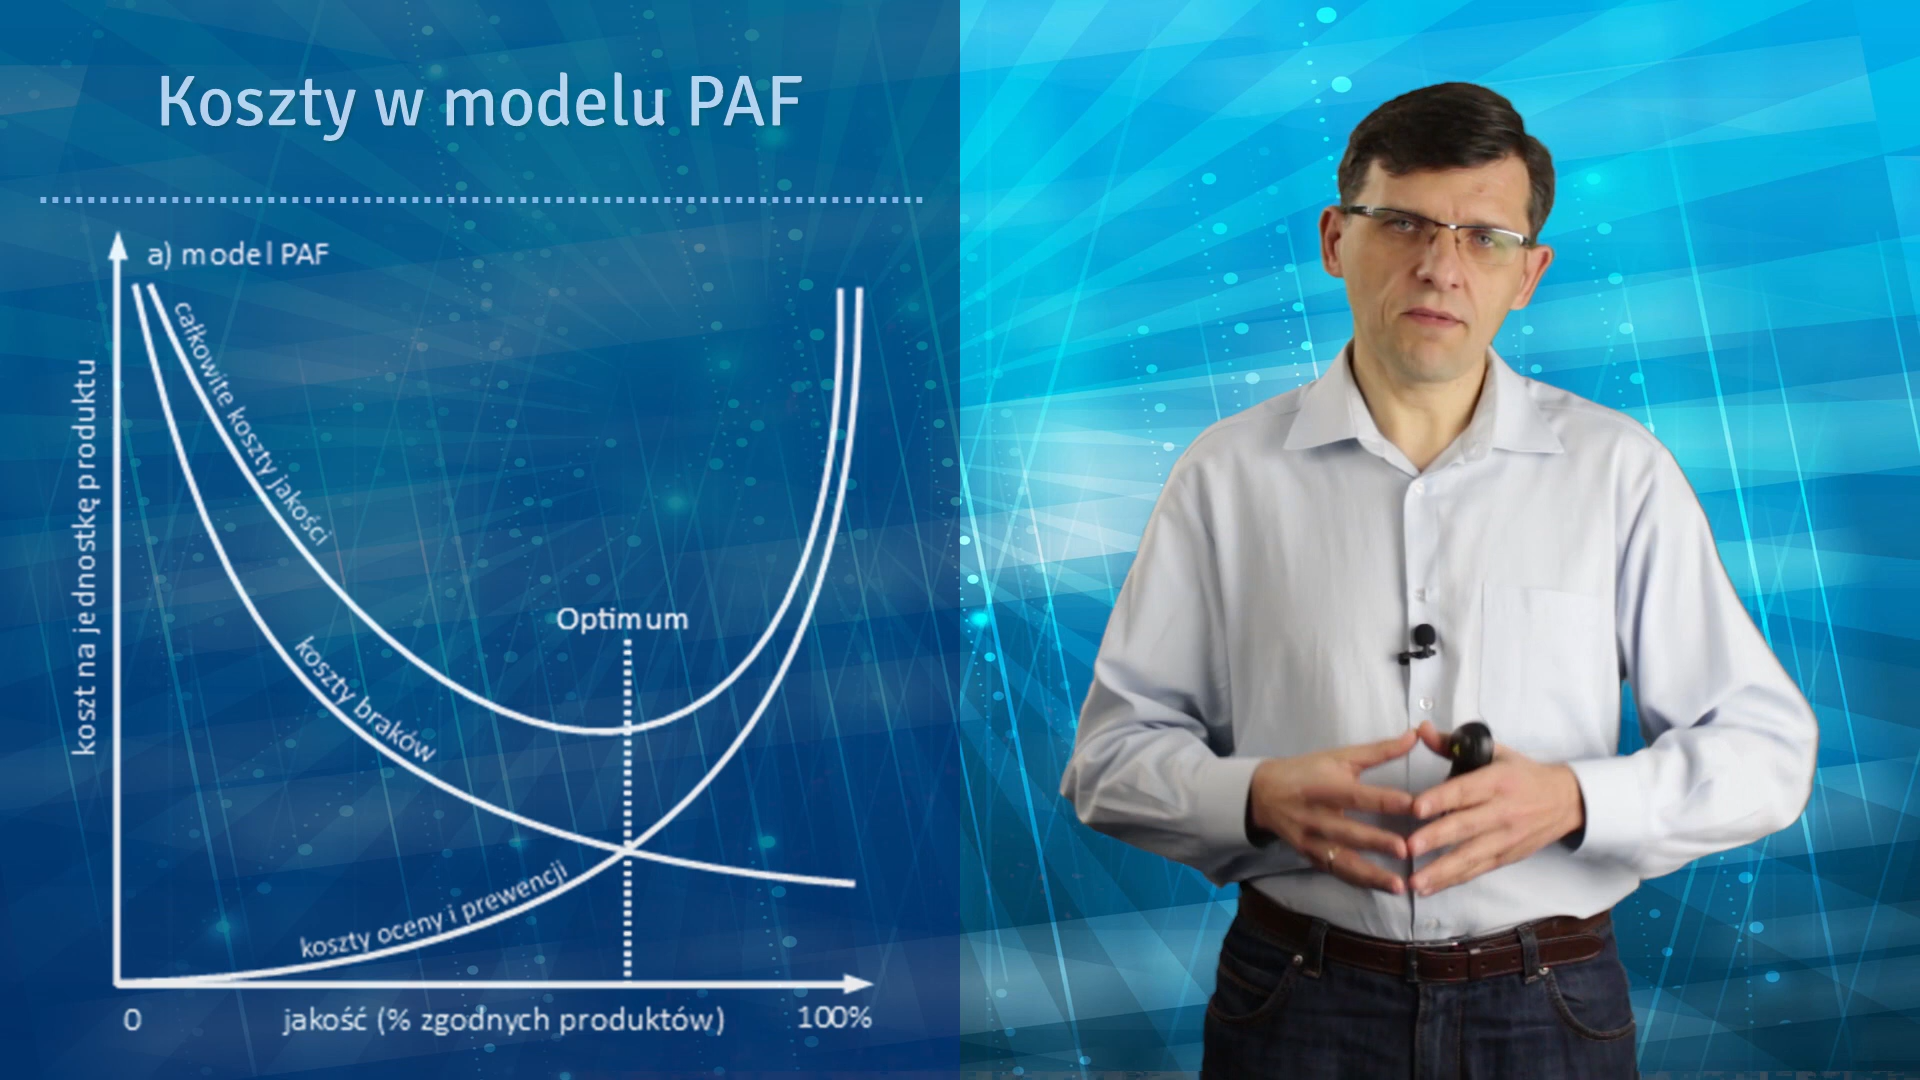 Koszty w modelu PAF
a) model PAF
całkowite koszty jakości
koszt na jednostkę produktu
Optimum
koszty braków
koszty oceny i prewencji
0
jakość (% zgodnych produktów)
100%